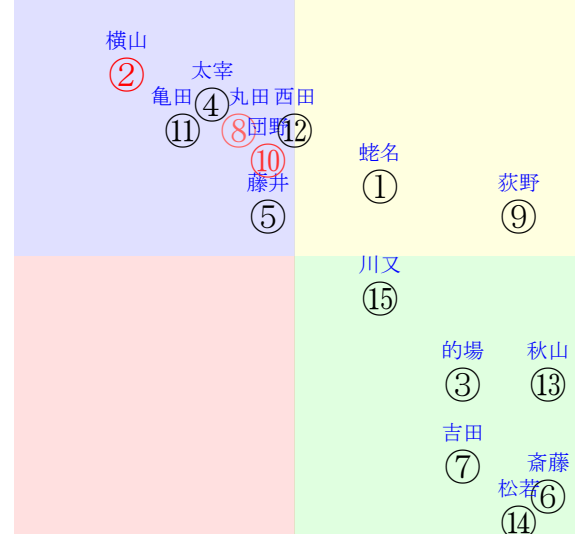 横山
②
太宰
④
亀田
⑪
丸田
⑧
西田
⑫
団野
⑩
藤井
⑤
蛯名
①
荻野
⑨
川又
⑮
的場
③
秋山
⑬
吉田
⑦
斎藤
⑥
松若
⑭